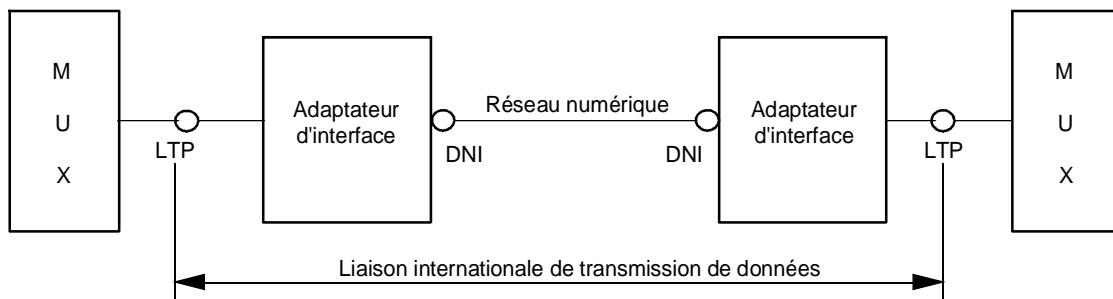 M
U
X
LTP
Adaptateur
d'interface
DNI
Réseau numérique
DNI
Adaptateur
d'interface
LTP
M
U
X
Liaison internationale de transmission de données